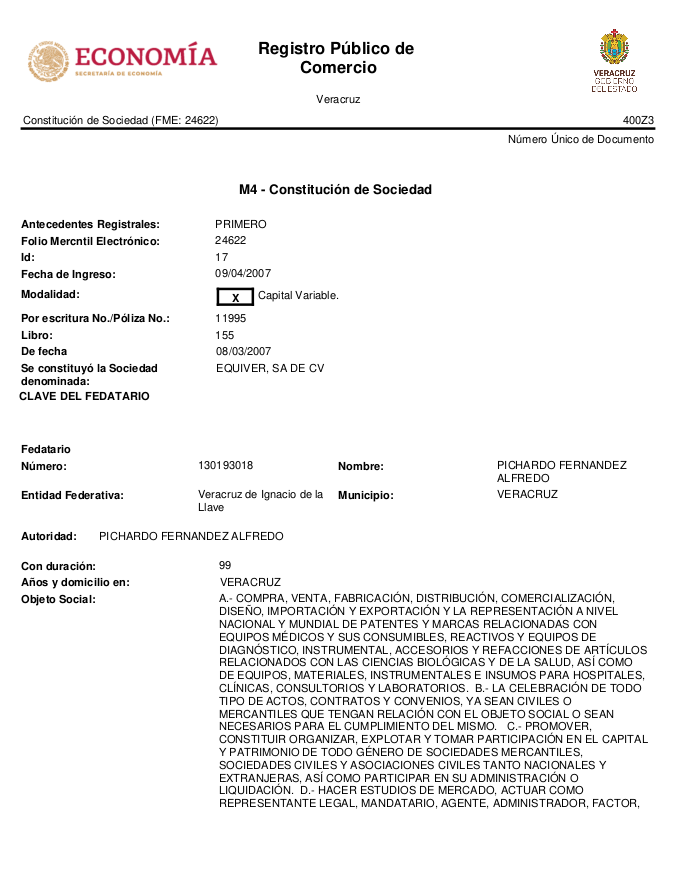 ECONOMÍA
SECRETARÍA DE ECONOMÍA
Registro Público de
Comercio
Veracruz
VERACRUZ
GOBIERNO
DEL ESTADO
Constitución de Sociedad (FME: 24622)
400Z3
Número Único de Documento
M4 - Constitución de Sociedad
Antecedentes Registrales: PRIMERO
Folio Mercntil Electrónico: 24622
Id: 17
Fecha de Ingreso: 09/04/2007
Modalidad: X Capital Variable.
Por escritura No./Póliza No.: 11995
Libro: 155
De fecha 08/03/2007
Se constituyó la Sociedad EQUIVER, SA DE CV
denominada:
CLAVE DEL FEDATARIO
Fedatario
Número: 130193018 Nombre: PICHARDO FERNANDEZ
ALFREDO
Entidad Federativa: Veracruz de Ignacio de la Municipio: VERACRUZ
Llave
Autoridad: PICHARDO FERNANDEZ ALFREDO
Con duración: 99
Años y domicilio en: VERACRUZ
Objeto Social: A.- COMPRA, VENTA, FABRICACIÓN, DISTRIBUCIÓN, COMERCIALIZACIÓN,
DISEÑO, IMPORTACIÓN Y EXPORTACIÓN Y LA REPRESENTACIÓN A NIVEL
NACIONAL Y MUNDIAL DE PATENTES Y MARCAS RELACIONADAS CON
EQUIPOS MÉDICOS Y SUS CONSUMIBLES, REACTIVOS Y EQUIPOS DE
DIAGNÓSTICO, INSTRUMENTAL, ACCESORIOS Y REFACCIONES DE ARTÍCULOS
RELACIONADOS CON LAS CIENCIAS BIOLÓGICAS Y DE LA SALUD, ASÍ COMO
DE EQUIPOS, MATERIALES, INSTRUMENTALES E INSUMOS PARA HOSPITALES,
CLÍNICAS, CONSULTORIOS Y LABORATORIOS. B.- LA CELEBRACIÓN DE TODO
TIPO DE ACTOS, CONTRATOS Y CONVENIOS, YA SEAN CIVILES O
MERCANTILES QUE TENGAN RELACIÓN CON EL OBJETO SOCIAL O SEAN
NECESARIOS PARA EL CUMPLIMIENTO DEL MISMO. C.- PROMOVER,
CONSTITUIR ORGANIZAR, EXPLOTAR Y TOMAR PARTICIPACIÓN EN EL CAPITAL
Y PATRIMONIO DE TODO GÉNERO DE SOCIEDADES MERCANTILES,
SOCIEDADES CIVILES Y ASOCIACIONES CIVILES TANTO NACIONALES Y
EXTRANJERAS, ASÍ COMO PARTICIPAR EN SU ADMINISTRACIÓN O
LIQUIDACIÓN. D.- HACER ESTUDIOS DE MERCADO, ACTUAR COMO
REPRESENTANTE LEGAL, MANDATARIO, AGENTE, ADMINISTRADOR, FACTOR,